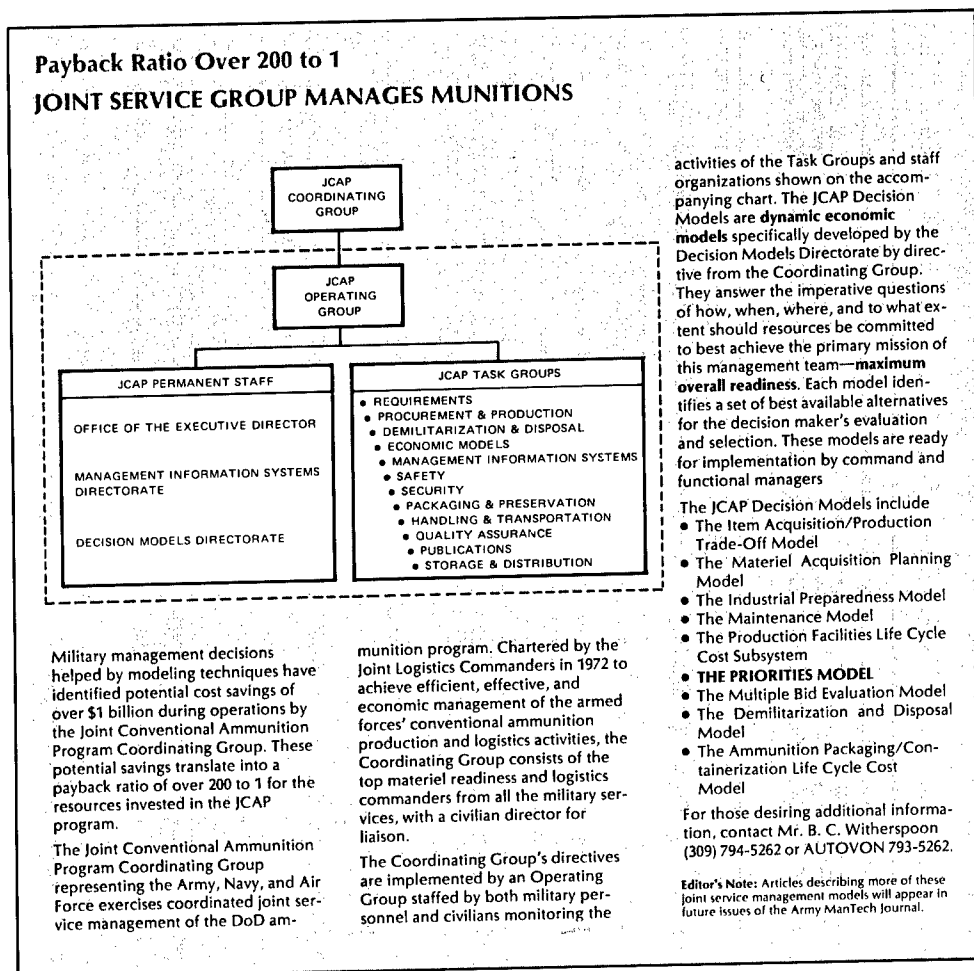 Payback Ratio Over 200 to 1
JOINT SERVICE GROUP MANAGES MUNITIONS
JCAP
COORDINATING
GROUP
JCAP
OPERATING
GROUP
JCAP PERMANENT STAFF
OFFICE OF THE EXECUTIVE DIRECTOR
MANAGEMENT INFORMATION SYSTEMS
DIRECTORATE
DECISION MODELS DIRECTORATE
JCAP TASK GROUPS
● REQUIREMENTS
● PROCUREMENT & PRODUCTION
● DEMILITARIZATION & DISPOSAL
● ECONOMIC MODELS
● MANAGEMENT INFORMATION SYSTEMS
● SAFETY
● SECURITY
● PACKAGING & PRESERVATION
● HANDLING & TRANSPORTATION
● QUALITY ASSURANCE
● PUBLICATIONS
● STORAGE & DISTRIBUTION
Military management decisions
helped by modeling techniques have
identified potential cost savings of
over $1 billion during operations by
the Joint Conventional Ammunition
Program Coordinating Group. These
potential savings translate into a
payback ratio of over 200 to 1 for the
resources invested in the JCAP
program.
The Joint Conventional Ammunition
Program Coordinating Group
representing the Army, Navy, and Air
Force exercises coordinated joint ser-
vice management of the DoD am-
munition program. Chartered by the
Joint Logistics Commanders in 1972 to
achieve efficient, effective, and
economic management of the armed
forces' conventional ammunition
production and logistics activities, the
Coordinating Group consists of the
top materiel readiness and logistics
commanders from all the military ser-
vices, with a civilian director for
liaison.
The Coordinating Group's directives
are implemented by an Operating
Group staffed by both military per-
sonnel and civilians monitoring the
activities of the Task Groups and staff
organizations shown on the accom-
panying chart. The JCAP Decision
Models are dynamic economic
models specifically developed by the
Decision Models Directorate by direc-
tive from the Coordinating Group.
They answer the imperative questions
of how, when, where, and to what ex-
tent should resources be committed
to best achieve the primary mission of
this management team—maximum
overall readiness. Each model iden-
tifies a set of best available alternatives
for the decision maker's evaluation
and selection. These models are ready
for implementation by command and
functional managers
The JCAP Decision Models include
● The Item Acquisition/Production
Trade-Off Model
● The Materiel Acquisition Planning
Model
● The Industrial Preparedness Model
● The Maintenance Model
● The Production Facilities Life Cycle
Cost Subsystem
● THE PRIORITIES MODEL
● The Multiple Bid Evaluation Model
● The Demilitarization and Disposal
Model
● The Ammunition Packaging/Con-
tainerization Life Cycle Cost
Model
For those desiring additional informa-
tion, contact Mr. B. C. Witherspoon
(309) 794-5262 or AUTOVON 793-5262.
Editor's Note: Articles describing more of these
joint service management models will appear in
future issues of the Army ManTech Journal.